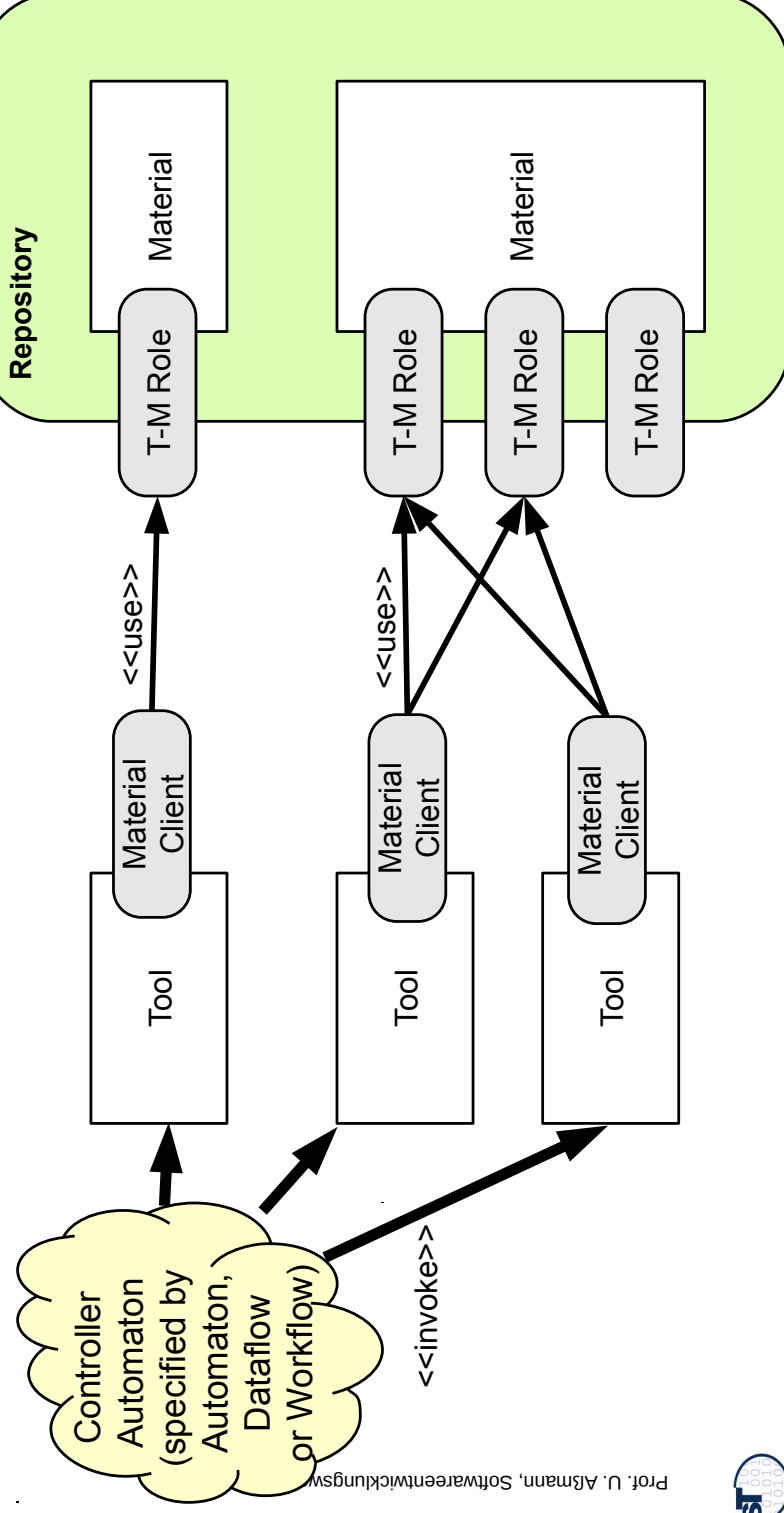 Repository
Controller
Automaton
(specified by
Automaton,
Dataflow
or Workflow)
<<invoke>>
Tool
Material
Client
<<use>>
T-M Role
Material
Tool
Material
Client
<<use>>
T-M Role
Material
T-M Role
Tool
Material
Client
T-M Role
Prof. U. Aßmann, Softwareentwicklungsw
ST